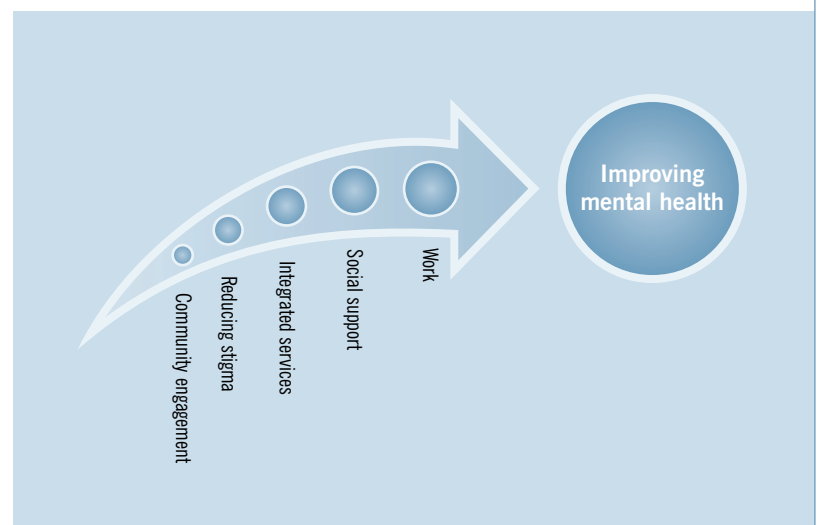 Community engagement
Reducing stigma
Integrated services
Social support
Work
Improving
mental health